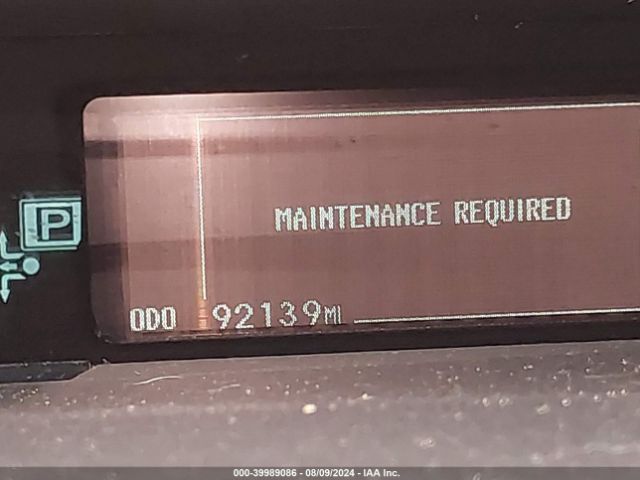 P
MAINTENANCE REQUIRED
ODO 92139MI
000-39989086 - 08/09/2024 - IAA Inc.